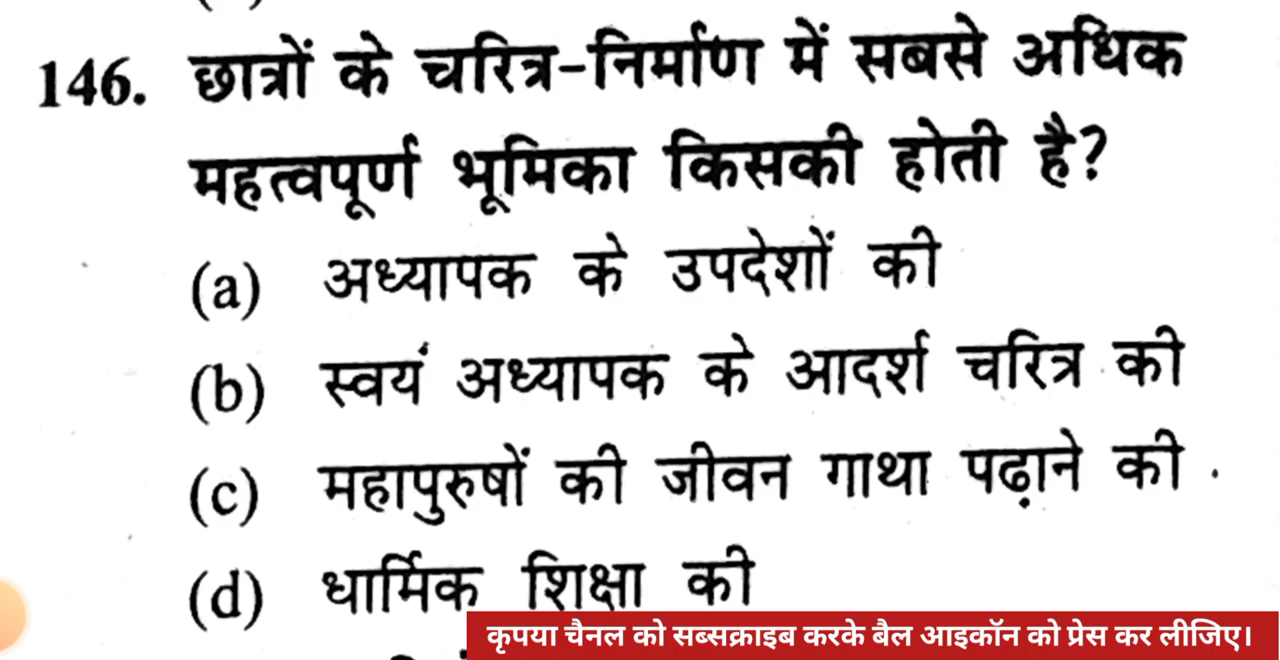 146. छात्रों के चरित्र-निर्माण में सबसे अधिक
महत्वपूर्ण भूमिका किसकी होती है?
(a) अध्यापक के उपदेशों की
(b) स्वयं अध्यापक के आदर्श चरित्र की
(c) महापुरुषों की जीवन गाथा पढ़ाने की
(d) धार्मिक शिक्षा की
कृपया चैनल को सब्सक्राइब करके बैल आइकॉन को प्रेस कर लीजिए।